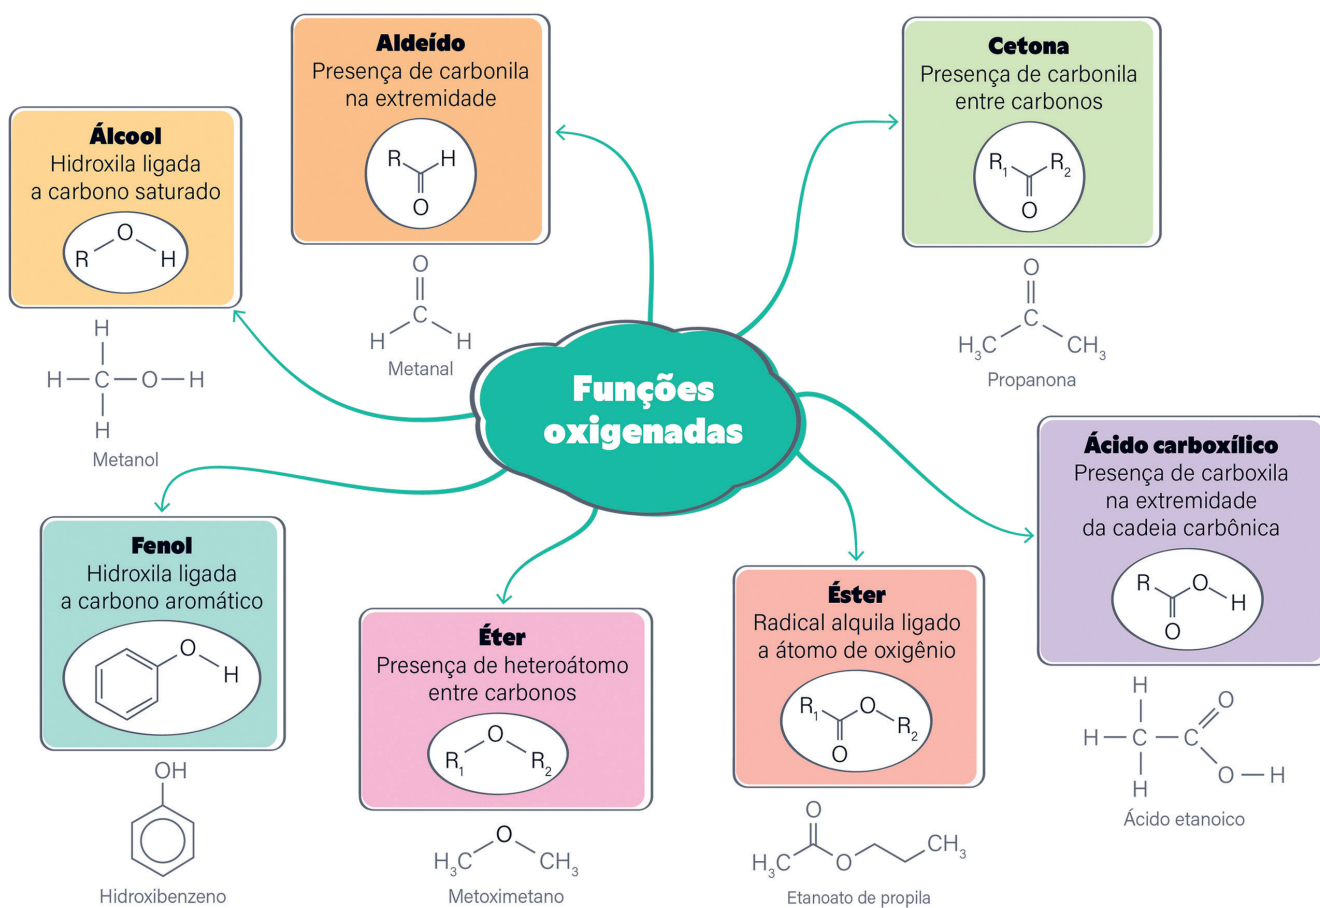 Funções
oxigenadas
Álcool
Hidroxila ligada
a carbono saturado
R O H
H
H C O H
H
Metanol
Aldeído
Presença de carbonila
na extremidade
R H
O
O
C
H H
Metanal
Cetona
Presença de carbonila
entre carbonos
R₁ R₂
O
O
C
H₃C CH₃
Propanona
Ácido carboxílico
Presença de carboxila
na extremidade
da cadeia carbônica
R O H
O
H
O
H C C
H
O H
Ácido etanoico
Éster
Radical alquila ligado
a átomo de oxigênio
R₁ O R₂
O
O
H₃C O CH₃
Etanoato de propila
Éter
Presença de heteroátomo
entre carbonos
O
R₁ R₂
O
H₃C CH₃
Metoximetano
Fenol
Hidroxila ligada
a carbono aromático
O H
OH
Hidroxibenzeno